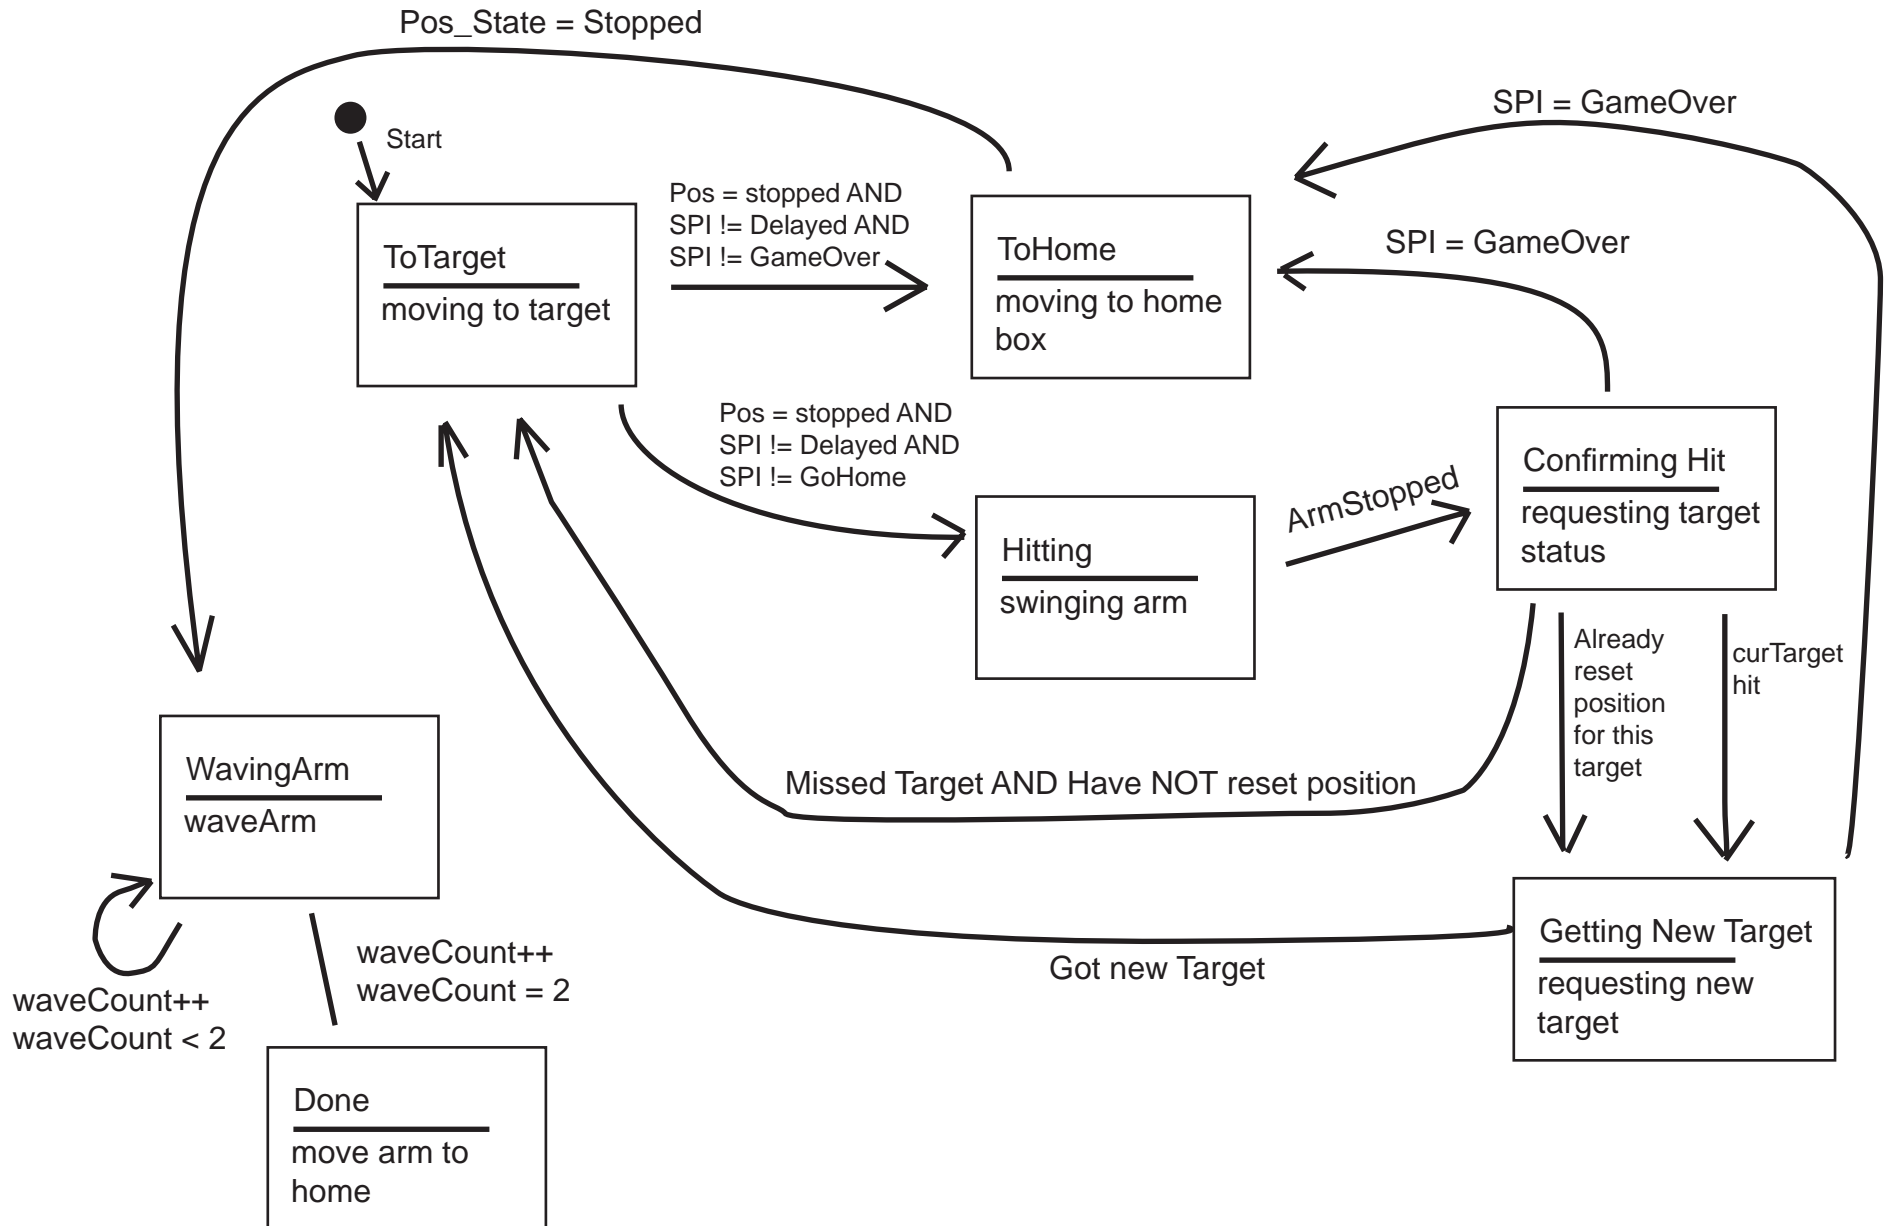 Pos_State = Stopped
SPI = GameOver
Start
Pos = stopped AND
SPI != Delayed AND
SPI != GameOver
ToTarget
moving to target
ToHome
moving to home
box
SPI = GameOver
Pos = stopped AND
SPI != Delayed AND
SPI != GoHome
Hitting
swinging arm
ArmStopped
Confirming Hit
requesting target
status
Already
reset
position
for this
target
curTarget
hit
Missed Target AND Have NOT reset position
WavingArm
waveArm
Got new Target
Getting New Target
requesting new
target
waveCount++
waveCount < 2
waveCount++
waveCount = 2
Done
move arm to
home